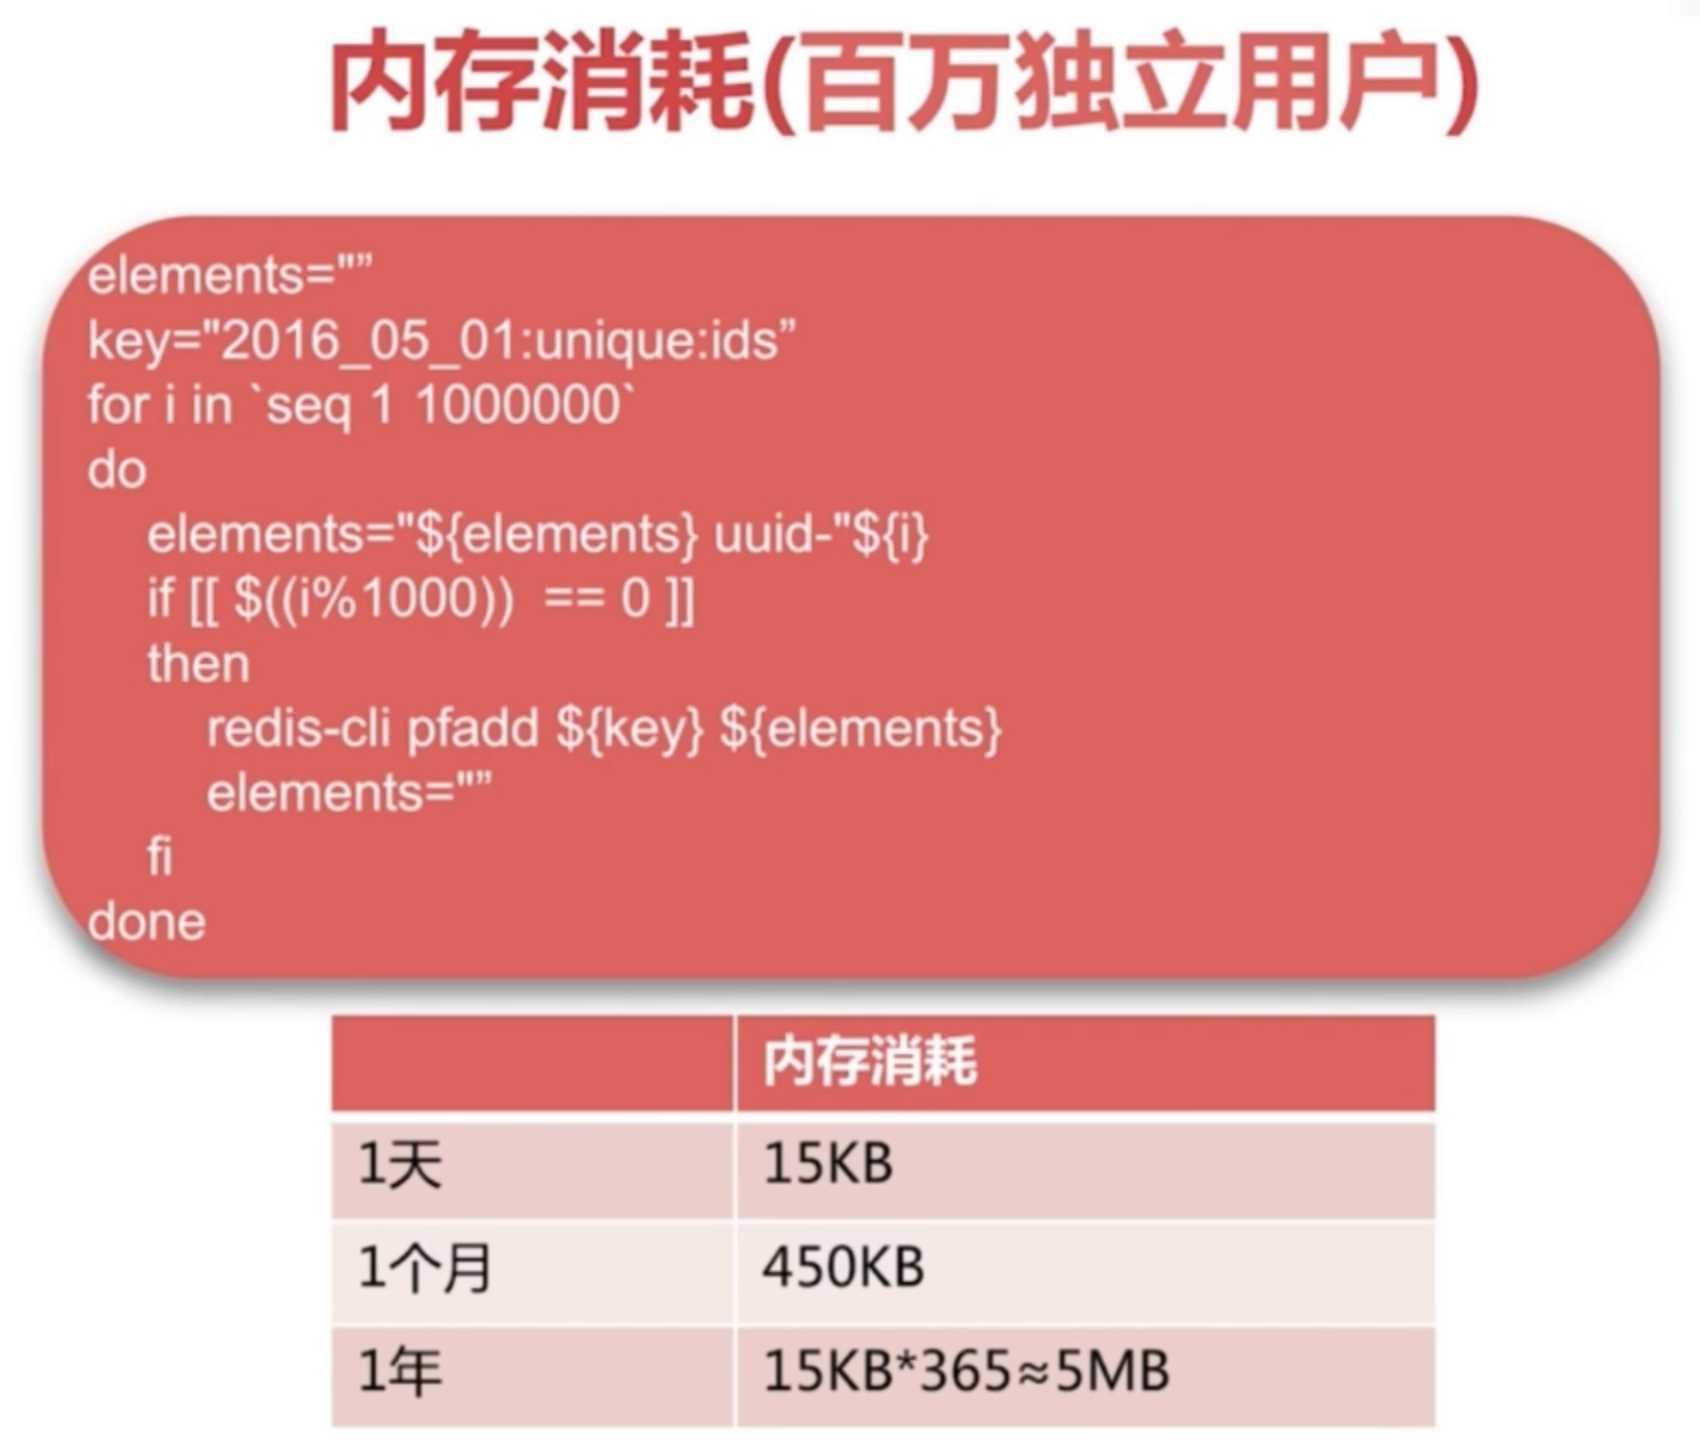 内存消耗(百万独立用户)
elements="”
key="2016_05_01:unique:ids”
for i in `seq 1 1000000`
do
elements="${elements} uuid-"${i}
if [[ $((i%1000))  == 0 ]]
then
redis-cli pfadd ${key} ${elements}
elements="”
fi
done
内存消耗
1天 15KB
1个月 450KB
1年 15KB*365≈5MB